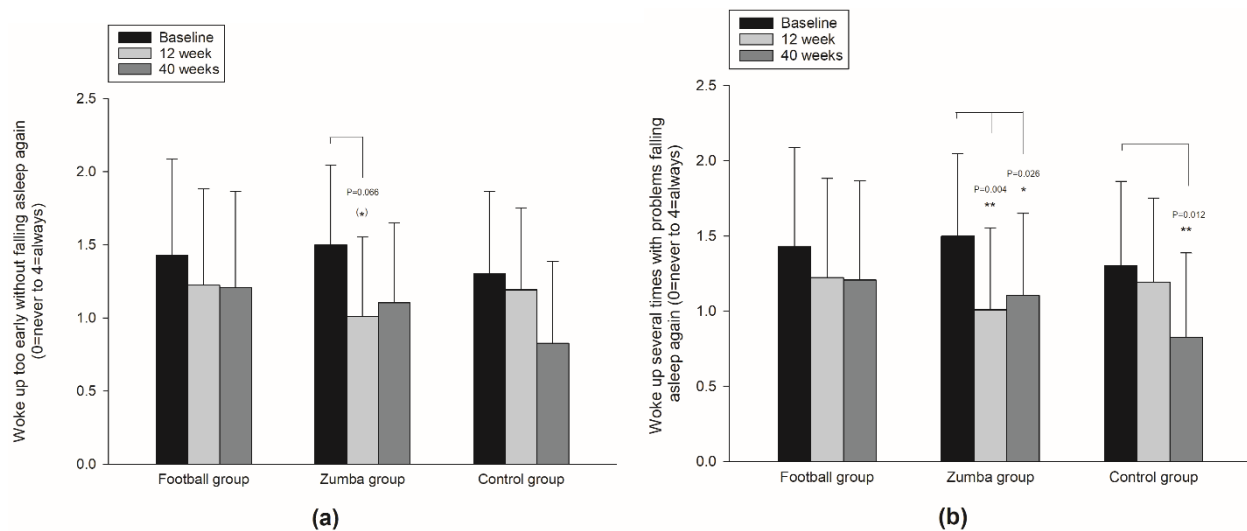 Baseline
12 week
40 weeks
Woke up too early without falling asleep again
(0=never to 4=always)
2.5
2.0
1.5
1.0
0.5
0.0
P=0.066
(*)
Football group
Zumba group
Control group
(a)
Baseline
12 week
40 weeks
Woke up several times with problems falling
asleep again (0=never to 4=always)
2.5
2.0
1.5
1.0
0.5
0.0
P=0.004
**
P=0.026
*
P=0.012
**
Football group
Zumba group
Control group
(b)